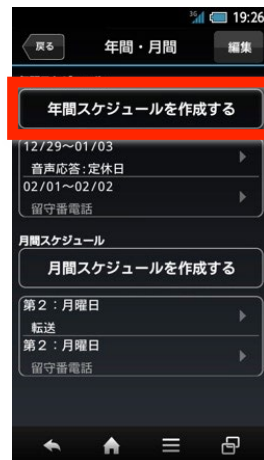 3G 19:26
戻る 年間・月間 編集
年間スケジュールを作成する
12/29～01/03
音声応答:定休日
02/01～02/02
留守番電話
月間スケジュール
月間スケジュールを作成する
第2：月曜日
転送
第2：月曜日
留守番電話